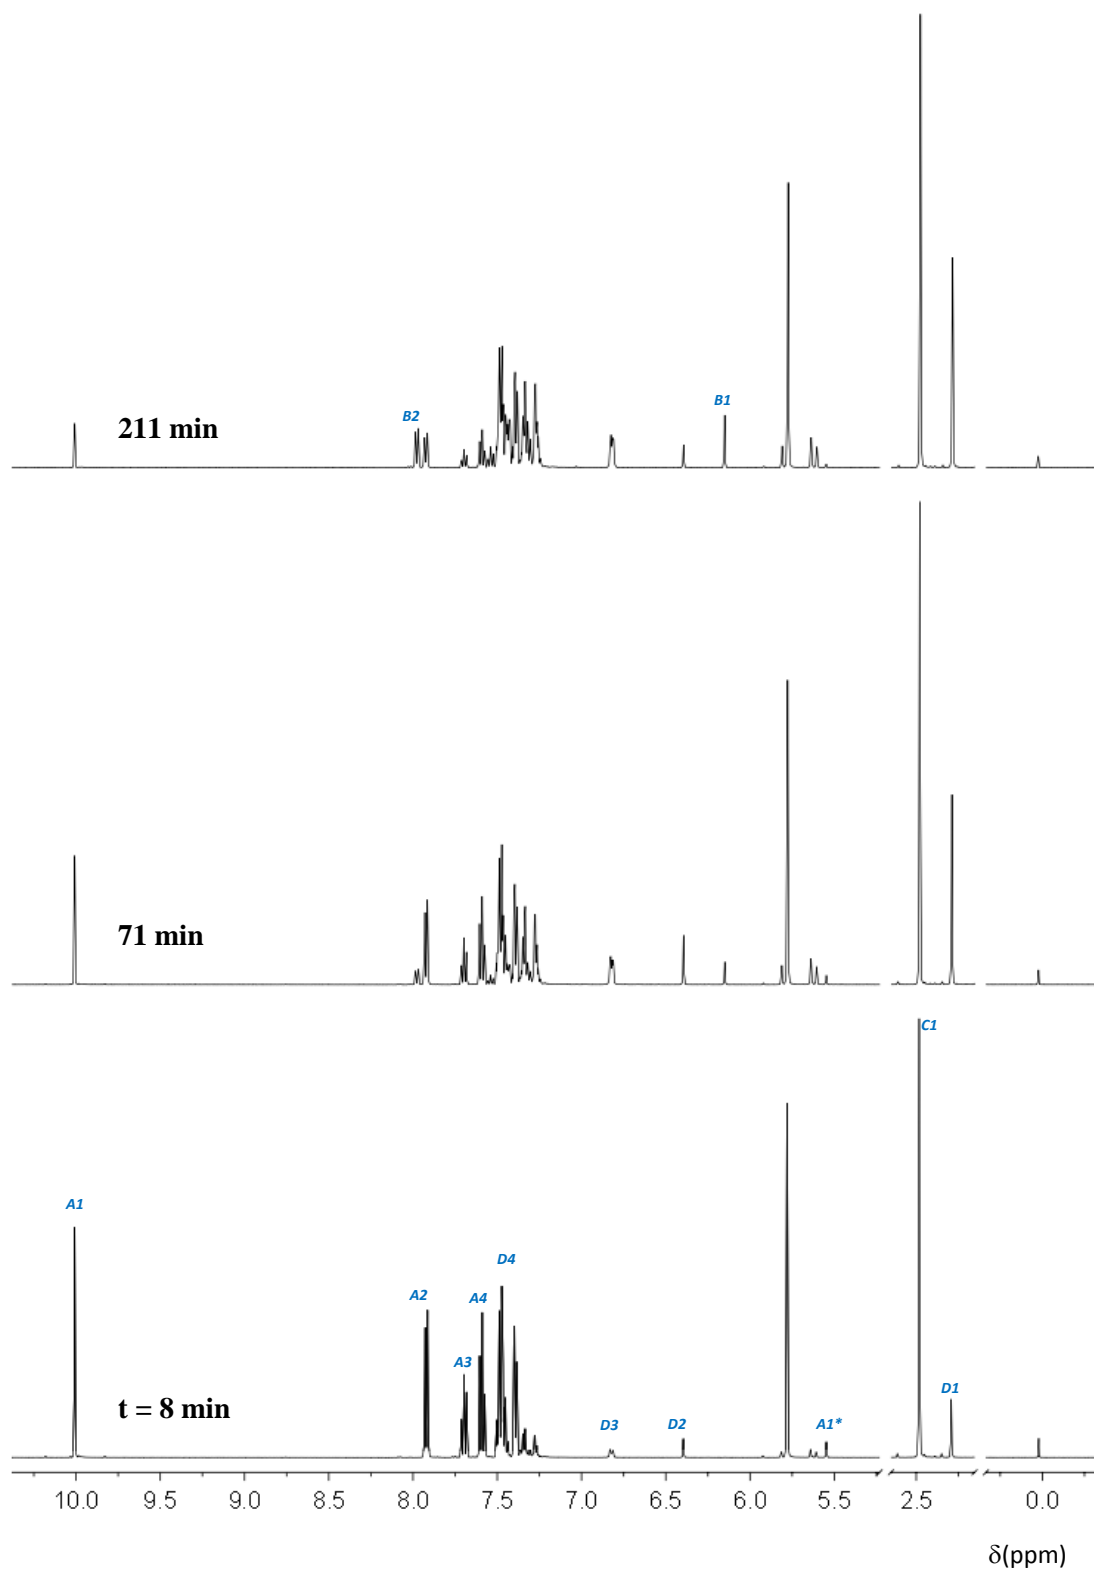 B2
B1
211 min
71 min
C1
A1
D4
A2
A4
A3
D1
t = 8 min
D3
D2
A1*
10.0 9.5 9.0 8.5 8.0 7.5 7.0 6.5 6.0 5.5 2.5 0.0
δ(ppm)